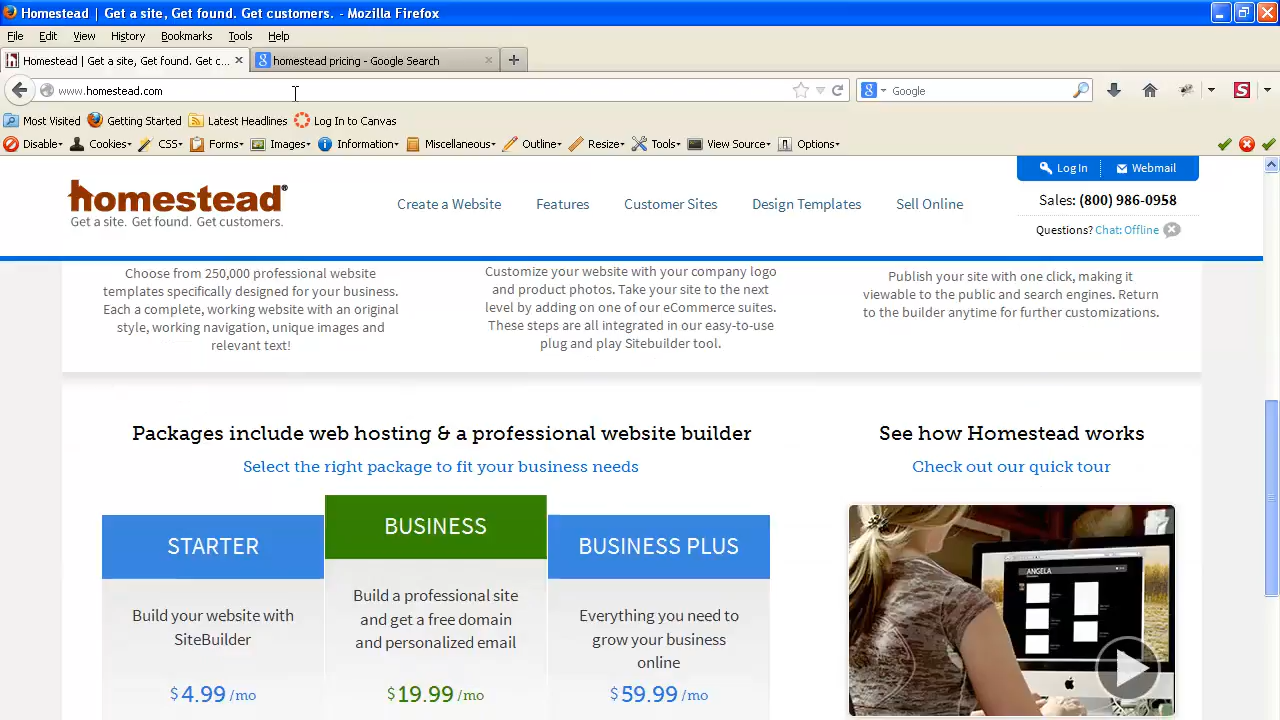 Homestead | Get a site, Get found. Get customers. - Mozilla Firefox
File Edit View History Bookmarks Tools Help
Homestead | Get a site, Get found. Get c... homestead pricing - Google Search
www.homestead.com Google
Most Visited Getting Started Latest Headlines Log In to Canvas
Disable Cookies CSS Forms Images Information Miscellaneous Outline Resize Tools View Source Options
Log In Webmail
homestead®
Get a site. Get found. Get customers.
Create a Website Features Customer Sites Design Templates Sell Online
Sales: (800) 986-0958
Questions? Chat: Offline
Choose from 250,000 professional website
templates specifically designed for your business.
Each a complete, working website with an original
style, working navigation, unique images and
relevant text!
Customize your website with your company logo
and product photos. Take your site to the next
level by adding on one of our eCommerce suites.
These steps are all integrated in our easy-to-use
plug and play Sitebuilder tool.
Publish your site with one click, making it
viewable to the public and search engines. Return
to the builder anytime for further customizations.
Packages include web hosting & a professional website builder
Select the right package to fit your business needs
See how Homestead works
Check out our quick tour
STARTER
Build your website with
SiteBuilder
$4.99/mo
BUSINESS
Build a professional site
and get a free domain
and personalized email
$19.99/mo
BUSINESS PLUS
Everything you need to
grow your business
online
$59.99/mo
ANGELA